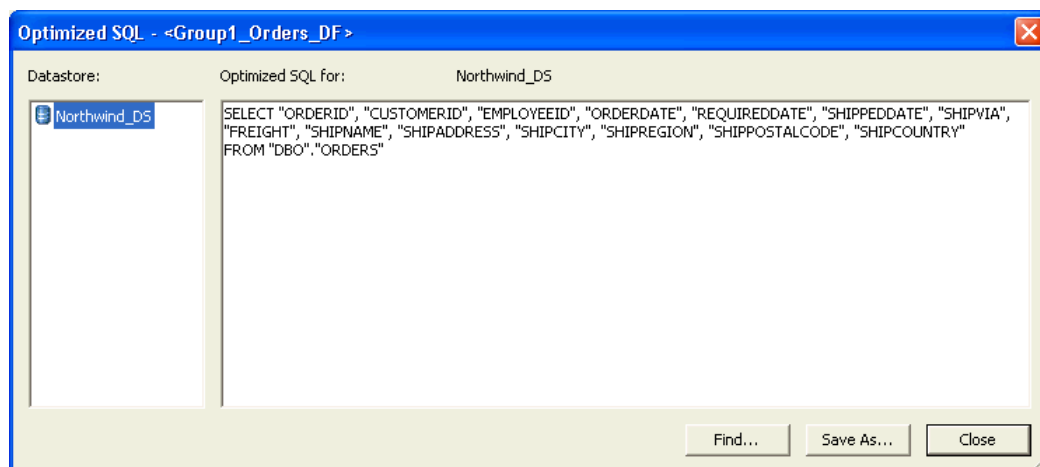 Optimized SQL - <Group1_Orders_DF>
Datastore: Optimized SQL for: Northwind_DS
Northwind_DS
SELECT "ORDERID", "CUSTOMERID", "EMPLOYEEID", "ORDERDATE", "REQUIREDDATE", "SHIPPEDDATE", "SHIPVIA",
"FREIGHT", "SHIPNAME", "SHIPADDRESS", "SHIPCITY", "SHIPREGION", "SHIPPOSTALCODE", "SHIPCOUNTRY"
FROM "DBO"."ORDERS"
Find... Save As... Close